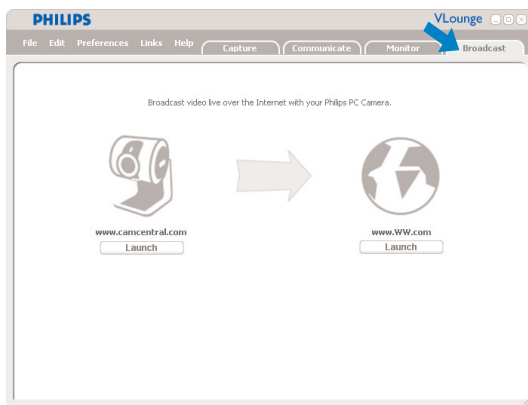 PHILIPS VLounge
File Edit Preferences Links Help Capture Communicate Monitor Broadcast
Broadcast video live over the Internet with your Philips PC Camera.
www.camcentral.com www.WW.com
Launch Launch